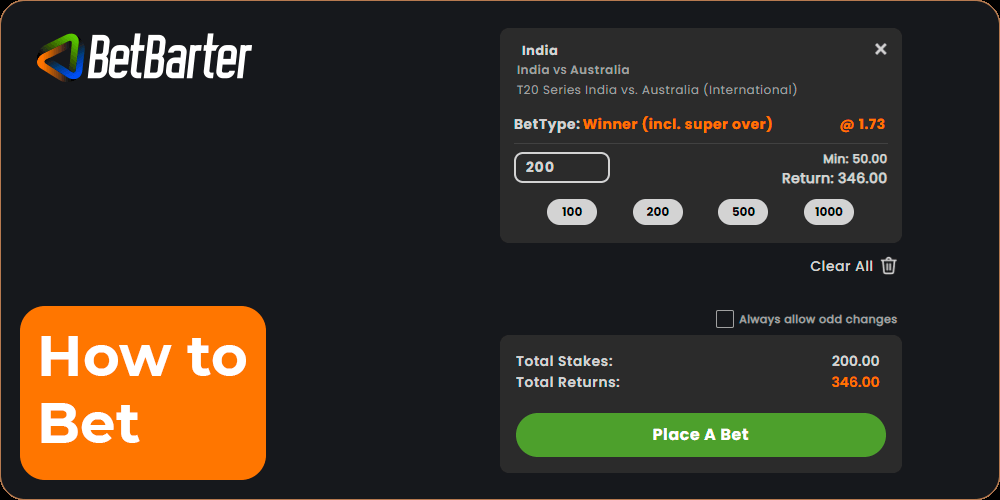 BetBarter
How to
Bet
India
India vs Australia
T20 Series India vs. Australia (International)
BetType: Winner (incl. super over) @ 1.73
200
Min: 50.00
Return: 346.00
100 200 500 1000
Clear All
Always allow odd changes
Total Stakes: 200.00
Total Returns: 346.00
Place A Bet